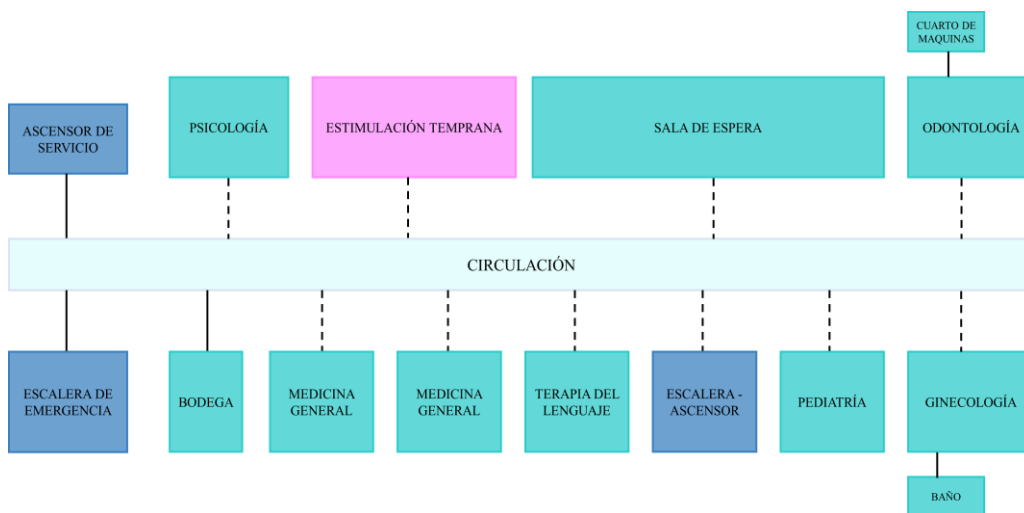 CUARTO DE
MAQUINAS
ASCENSOR DE
SERVICIO
PSICOLOGÍA
ESTIMULACIÓN TEMPRANA
SALA DE ESPERA
ODONTOLOGÍA
CIRCULACIÓN
ESCALERA DE
EMERGENCIA
BODEGA
MEDICINA
GENERAL
MEDICINA
GENERAL
TERAPIA DEL
LENGUAJE
ESCALERA -
ASCENSOR
PEDIATRÍA
GINECOLOGÍA
BAÑO